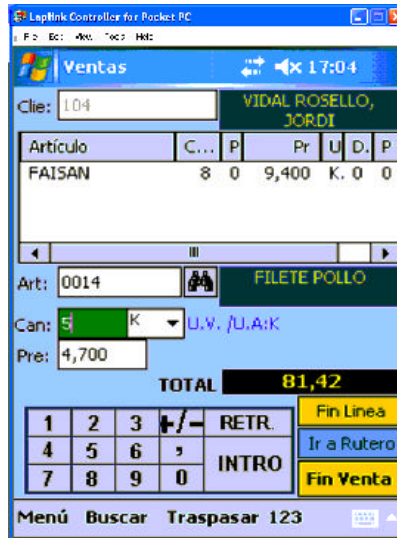 Laplink Controller for Pocket PC
Ventas 17:04
Clie: 104 VIDAL ROSELLO, JORDI
Artículo C... P Pr U D. P
FAISAN 8 0 9,400 K. 0 0
Art: 0014 FILETE POLLO
Can: 5 K U.V. /U.A:K
Pre: 4,700
TOTAL 81,42
1 2 3 +/- RETR. Fin Linea
4 5 6 , INTRO Ir a Rutero
7 8 9 0 Fin Venta
Menú Buscar Traspasar 123